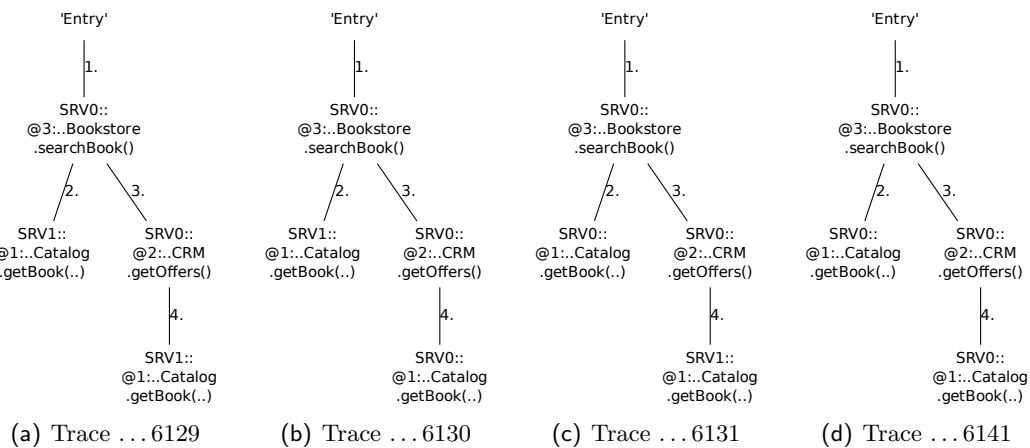 'Entry'
1.
SRV0::
@3:..Bookstore
.searchBook()
2.
3.
SRV1::
@1:..Catalog
.getBook(..)
SRV0::
@2:..CRM
.getOffers()
4.
SRV1::
@1:..Catalog
.getBook(..)
(a) Trace ...6129
'Entry'
1.
SRV0::
@3:..Bookstore
.searchBook()
2.
3.
SRV1::
@1:..Catalog
.getBook(..)
SRV0::
@2:..CRM
.getOffers()
4.
SRV0::
@1:..Catalog
.getBook(..)
(b) Trace ...6130
'Entry'
1.
SRV0::
@3:..Bookstore
.searchBook()
2.
3.
SRV0::
@1:..Catalog
.getBook(..)
SRV0::
@2:..CRM
.getOffers()
4.
SRV1::
@1:..Catalog
.getBook(..)
(c) Trace ...6131
'Entry'
1.
SRV0::
@3:..Bookstore
.searchBook()
2.
3.
SRV0::
@1:..Catalog
.getBook(..)
SRV0::
@2:..CRM
.getOffers()
4.
SRV0::
@1:..Catalog
.getBook(..)
(d) Trace ...6141